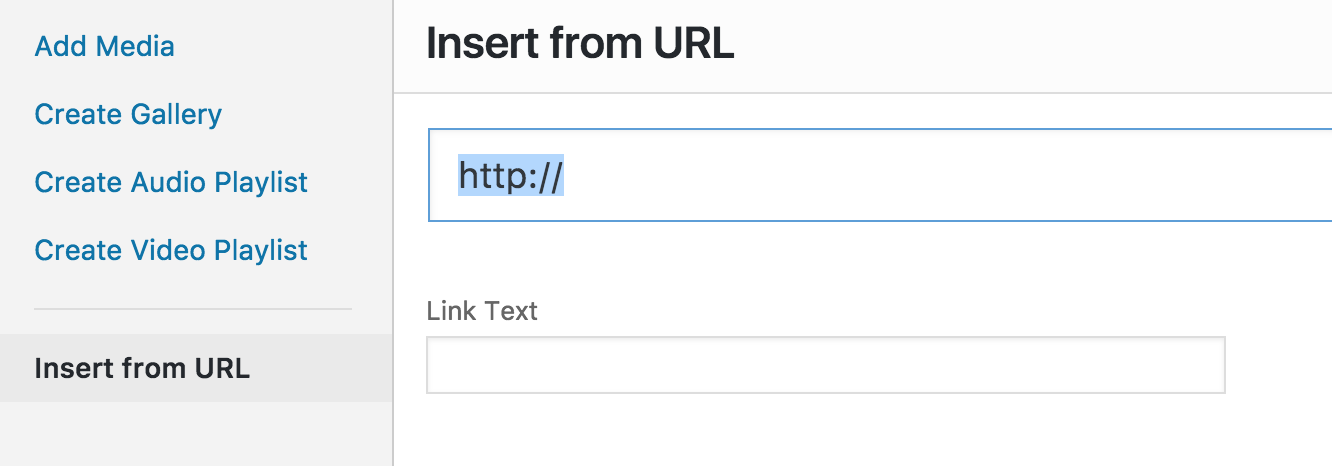 Add Media
Create Gallery
Create Audio Playlist
Create Video Playlist
Insert from URL
Insert from URL
http://
Link Text